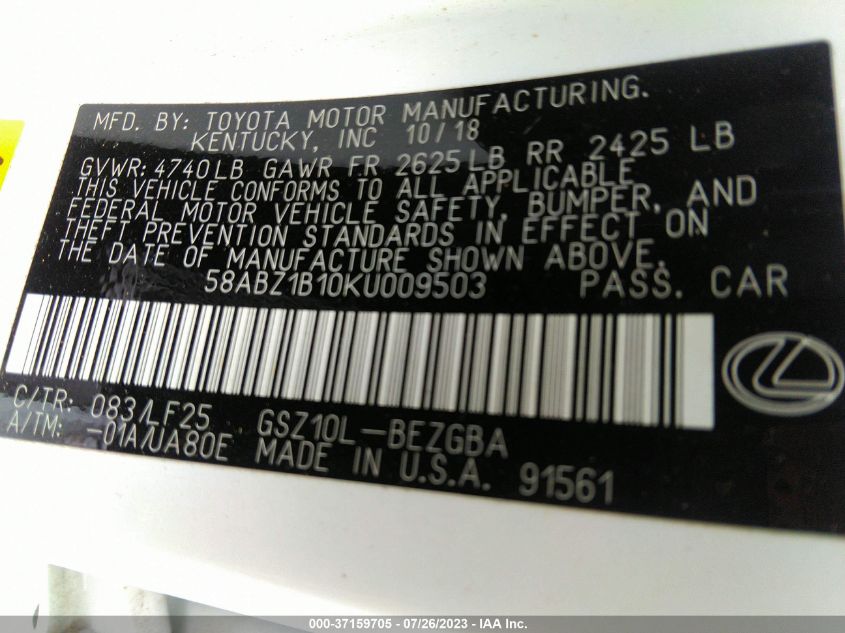 MFD. BY: TOYOTA MOTOR MANUFACTURING.
KENTUCKY, INC 10/18
GVWR: 4740LB GAWR FR 2625LB RR 2425 LB
THIS VEHICLE CONFORMS TO ALL APPLICABLE
FEDERAL MOTOR VEHICLE SAFETY, BUMPER, AND
THEFT PREVENTION STANDARDS IN EFFECT ON
THE DATE OF MANUFACTURE SHOWN ABOVE.
58ABZ1B10KU009503 PASS. CAR
C/TR: 083/LF25 GSZ10L-BEZGBA
A/TM: -01A/UA80E MADE IN U.S.A. 91561
000-37159705 - 07/26/2023 - IAA Inc.